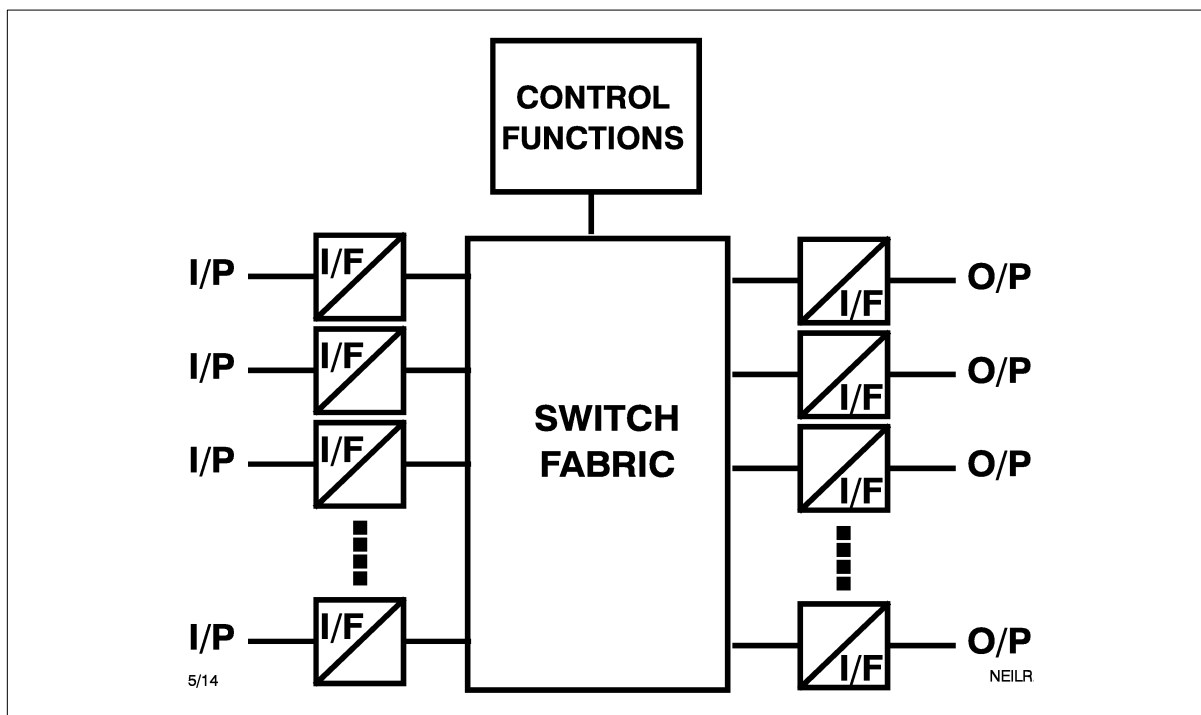 CONTROL
FUNCTIONS
I/P
I/F
I/F
O/P
I/P
I/F
I/F
O/P
I/P
I/F
I/F
O/P
SWITCH
FABRIC
I/P
I/F
I/F
O/P
5/14
NEILR